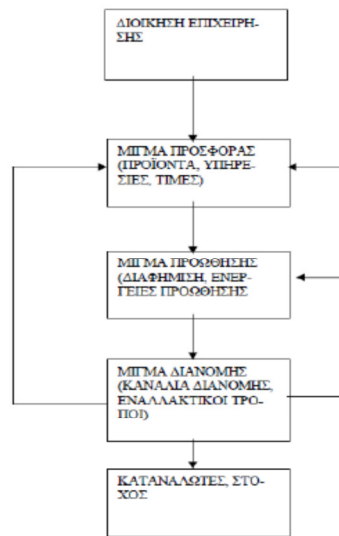 ΔΙΟΙΚΗΣΗ ΕΠΙΧΕΙΡΗ-
ΣΗΣ
ΜΙΓΜΑ ΠΡΟΣΦΟΡΑΣ
(ΠΡΟΪΟΝΤΑ, ΥΠΗΡΕ-
ΣΙΕΣ, ΤΙΜΕΣ)
ΜΙΓΜΑ ΠΡΟΩΘΗΣΗΣ
(ΔΙΑΦΗΜΙΣΗ, ΕΝΕΡ-
ΓΕΙΕΣ ΠΡΟΩΘΗΣΗΣ
ΜΙΓΜΑ ΔΙΑΝΟΜΗΣ
(ΚΑΝΑΛΙΑ ΔΙΑΝΟΜΗΣ,
ΕΝΑΛΛΑΚΤΙΚΟΙ ΤΡΟ-
ΠΟΙ)
ΚΑΤΑΝΑΛΩΤΕΣ, ΣΤΟ-
ΧΟΣ